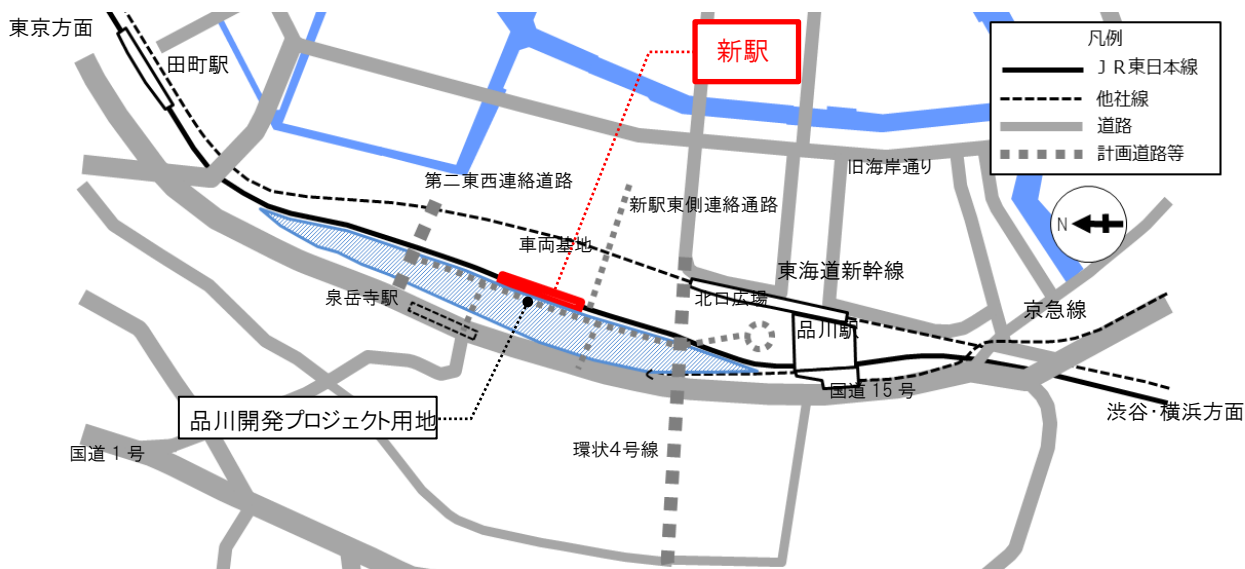 東京方面
田町駅
新駅
凡例
ＪＲ東日本線
他社線
道路
計画道路等
旧海岸通り
第二東西連絡道路
新駅東側連絡通路
N
車両基地
東海道新幹線
泉岳寺駅
北口広場
京急線
品川駅
国道 15 号
品川開発プロジェクト用地
渋谷・横浜方面
国道 1 号
環状4号線